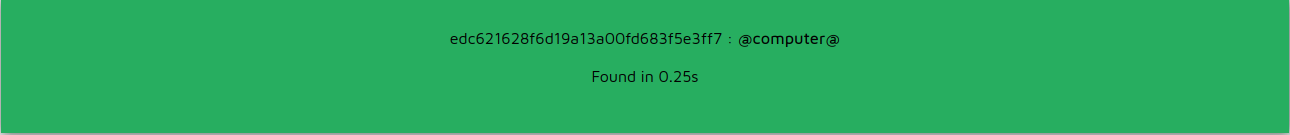 edc621628f6d19a13a00fd683f5e3ff7 : @computer@
Found in 0.25s